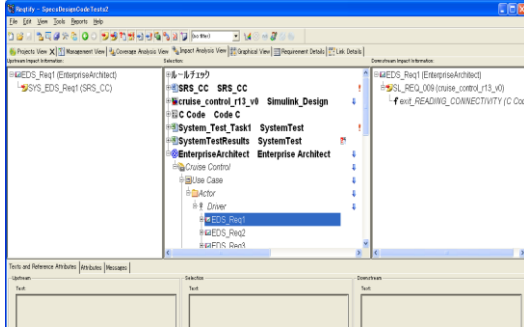 Reqtify - SpecsDesignCodeTests2
File Edit View Tools Reports Help
Projects View Management View Coverage Analysis View Impact Analysis View Graphical View Requirement Details Link Details
Upstream Impact Information: Selection: Downstream Impact Information:
EDS_Req1 (EnterpriseArchitect)
SYS_EDS_Req1 (SRS_CC)
ルールチェック
SRS_CC SRS_CC
cruise_control_r13_v0 Simulink_Design
C Code Code C
System_Test_Task1 SystemTest
SystemTestResults SystemTest
EnterpriseArchitect Enterprise Architect
Cruise Control
Use Case
Actor
Driver
EDS_Req1
EDS_Req2
EDS_Req3
EDS_Req1 (EnterpriseArchitect)
SL_REQ_009 (cruise_control_r13_v0)
exit_READING_CONNECTIVITY (C Cod
Texts and Reference Attributes Attributes Messages
Upstream Selection Downstream
Text: Text: Text: